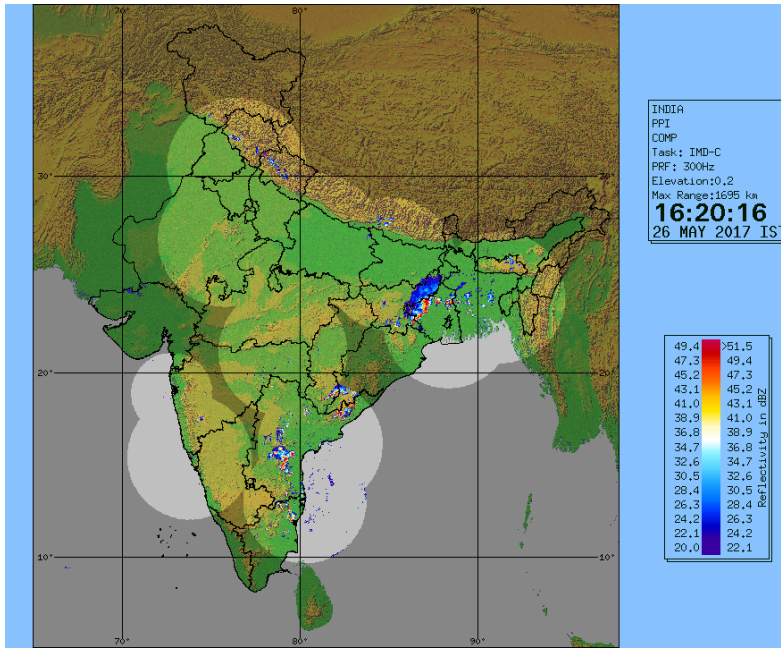 70° 80° 90°
30° 30°
20° 20°
10° 10°
70° 80° 90°
INDIA
PPI
COMP
Task: IMD-C
PRF: 300Hz
Elevation:0.2
Max Range:1695 km
16:20:16
26 MAY 2017 IST
49.4 >51.5
47.3 49.4
45.2 47.3
43.1 45.2
41.0 43.1
38.9 41.0
36.8 38.9
34.7 36.8
32.6 34.7
30.5 32.6
28.4 30.5
26.3 28.4
24.2 26.3
22.1 24.2
20.0 22.1
Reflectivity in dBZ